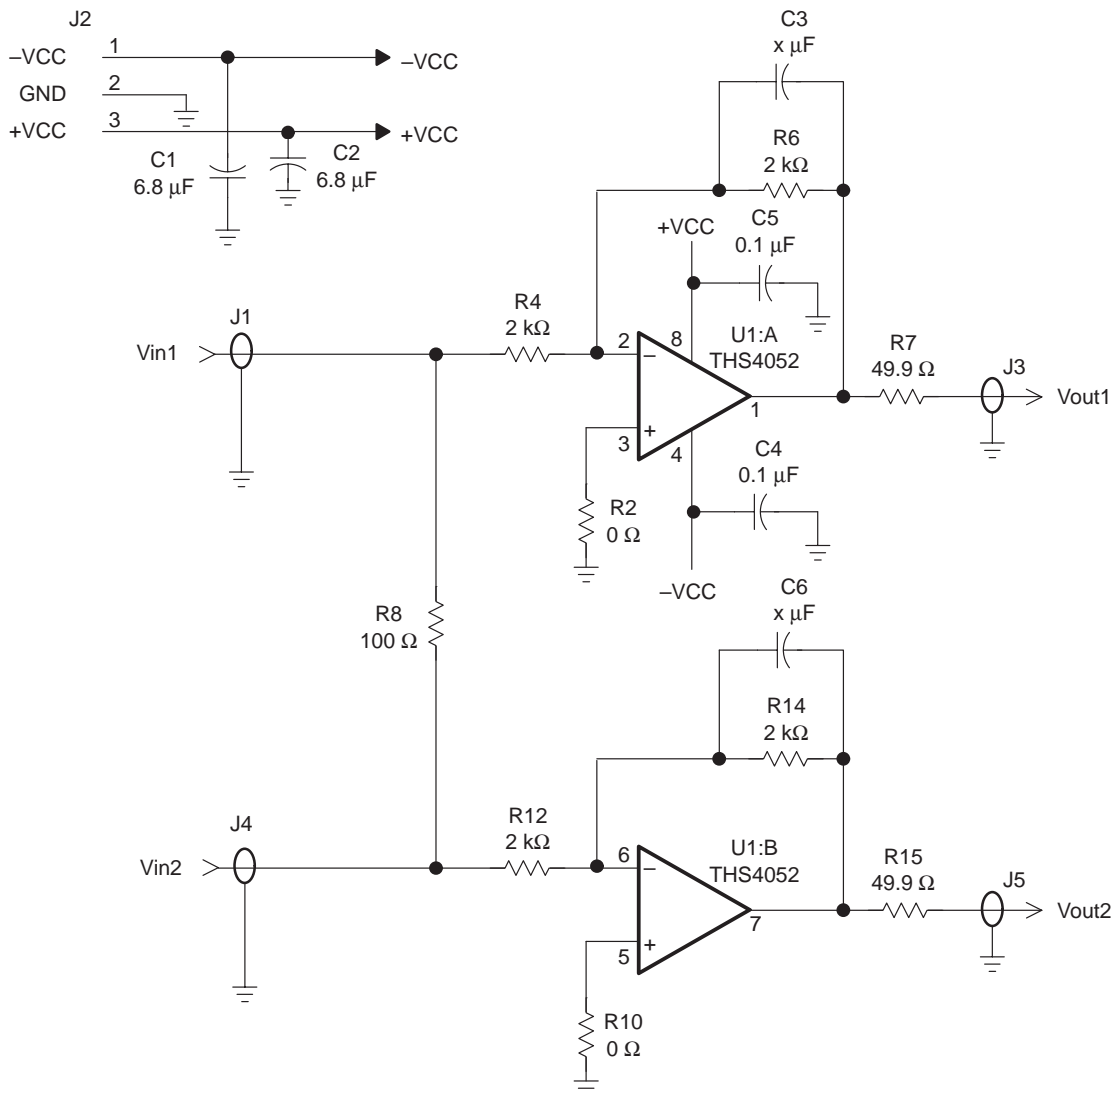 J2
–VCC
1
–VCC
GND
2
+VCC
3
+VCC
C1
6.8 µF
C2
6.8 µF
C3
x µF
R6
2 kΩ
+VCC
C5
0.1 µF
Vin1
J1
R4
2 kΩ
2
–
8
U1:A
THS4052
1
R7
49.9 Ω
J3
Vout1
3
+
4
C4
0.1 µF
R2
0 Ω
–VCC
R8
100 Ω
C6
x µF
R14
2 kΩ
Vin2
J4
R12
2 kΩ
6
–
U1:B
THS4052
7
R15
49.9 Ω
J5
Vout2
5
+
R10
0 Ω